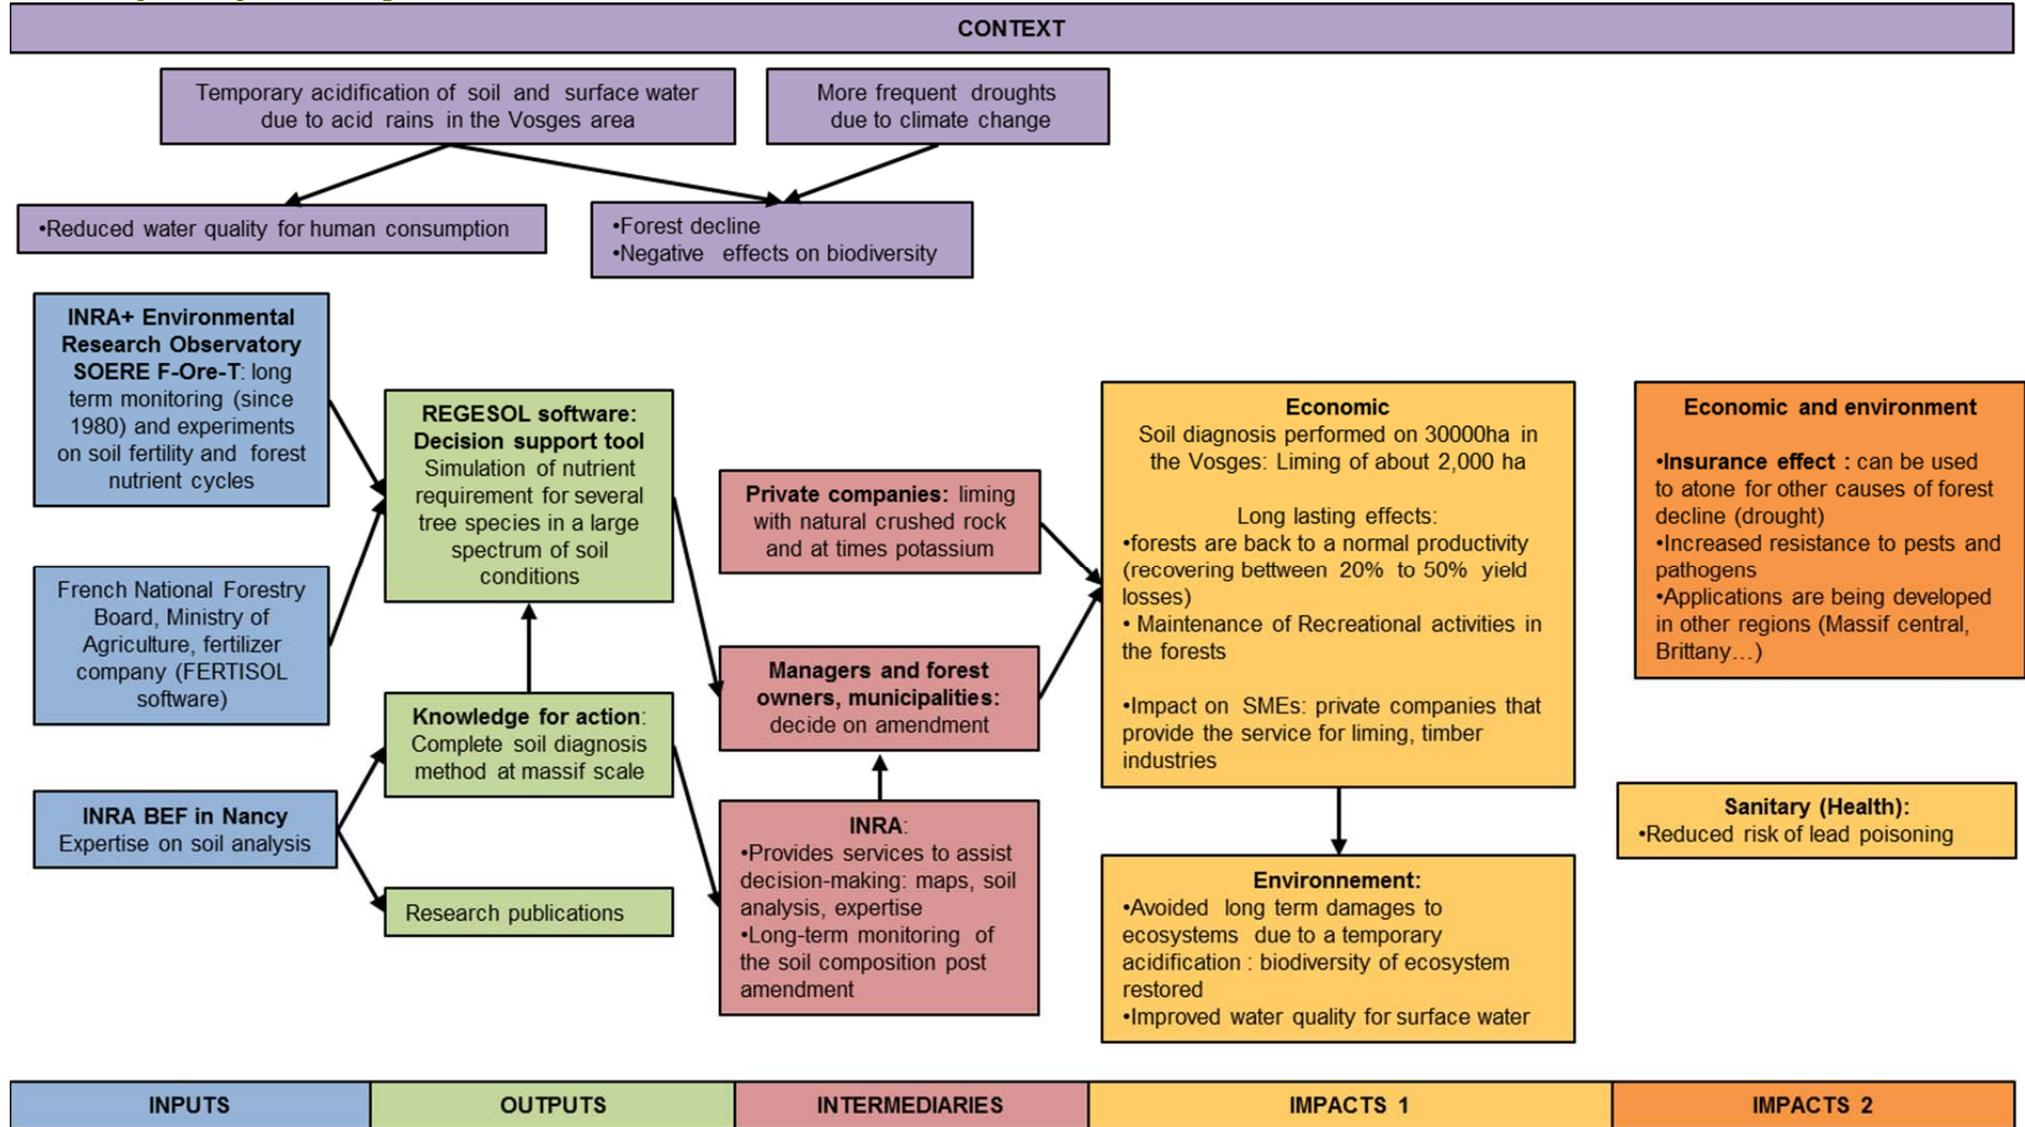 CONTEXT
Temporary acidification of soil and surface water
due to acid rains in the Vosges area
More frequent droughts
due to climate change
•Reduced water quality for human consumption
•Forest decline
•Negative effects on biodiversity
INRA+ Environmental
Research Observatory
SOERE F-Ore-T: long
term monitoring (since
1980) and experiments
on soil fertility and forest
nutrient cycles
French National Forestry
Board, Ministry of
Agriculture, fertilizer
company (FERTISOL
software)
INRA BEF in Nancy
Expertise on soil analysis
REGESOL software:
Decision support tool
Simulation of nutrient
requirement for several
tree species in a large
spectrum of soil
conditions
Knowledge for action:
Complete soil diagnosis
method at massif scale
Research publications
Private companies: liming
with natural crushed rock
and at times potassium
Managers and forest
owners, municipalities:
decide on amendment
INRA:
•Provides services to assist
decision-making: maps, soil
analysis, expertise
•Long-term monitoring of
the soil composition post
amendment
Economic
Soil diagnosis performed on 30000ha in
the Vosges: Liming of about 2,000 ha
Long lasting effects:
•forests are back to a normal productivity
(recovering bettween 20% to 50% yield
losses)
• Maintenance of Recreational activities in
the forests
•Impact on SMEs: private companies that
provide the service for liming, timber
industries
Environnement:
•Avoided long term damages to
ecosystems due to a temporary
acidification : biodiversity of ecosystem
restored
•Improved water quality for surface water
Economic and environment
•Insurance effect : can be used
to atone for other causes of forest
decline (drought)
•Increased resistance to pests and
pathogens
•Applications are being developed
in other regions (Massif central,
Brittany…)
Sanitary (Health):
•Reduced risk of lead poisoning
INPUTS
OUTPUTS
INTERMEDIARIES
IMPACTS 1
IMPACTS 2